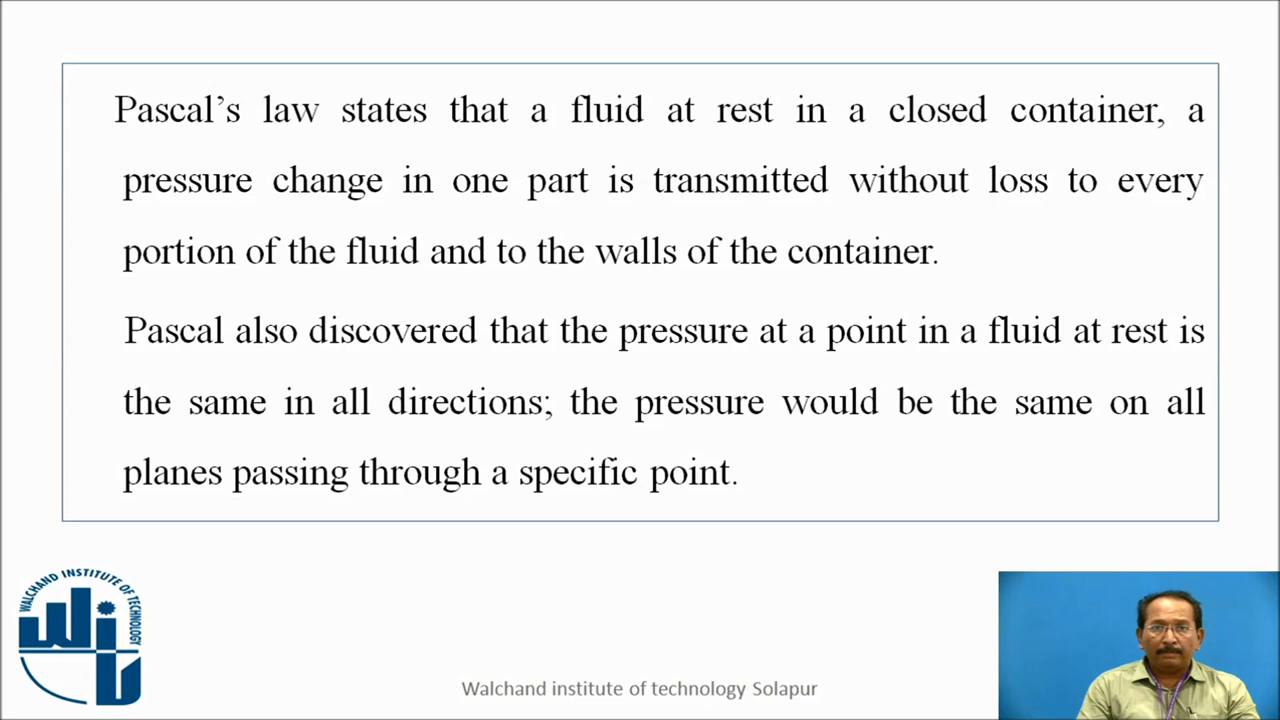 Pascal’s law states that a fluid at rest in a closed container, a
pressure change in one part is transmitted without loss to every
portion of the fluid and to the walls of the container.
Pascal also discovered that the pressure at a point in a fluid at rest is
the same in all directions; the pressure would be the same on all
planes passing through a specific point.
WALCHAND INSTITUTE OF TECHNOLOGY
WiT
Walchand institute of technology Solapur